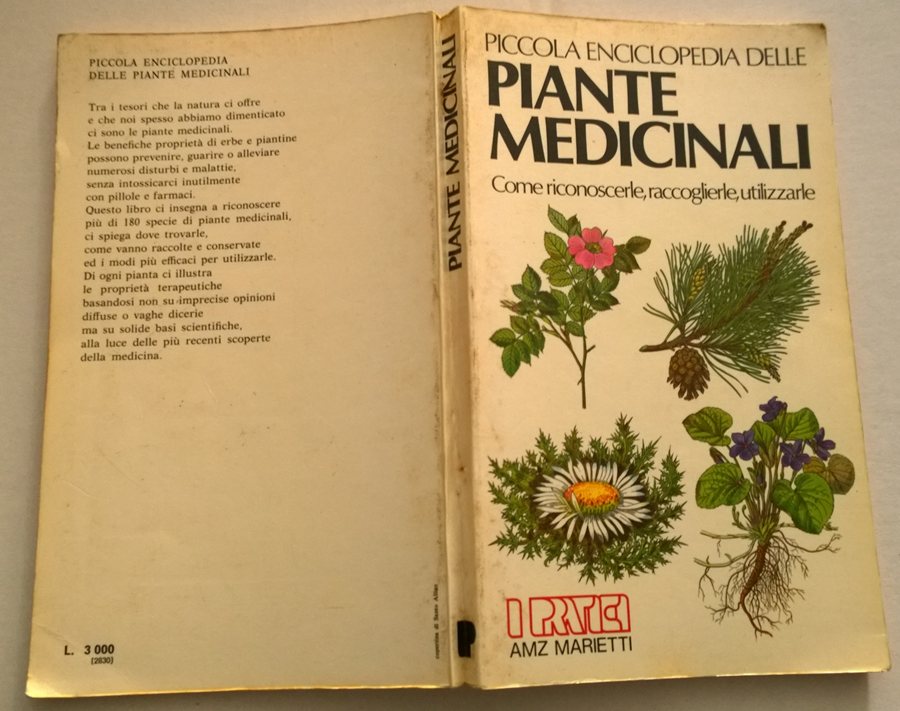 PICCOLA ENCICLOPEDIA
DELLE PIANTE MEDICINALI
Tra i tesori che la natura ci offre
e che noi spesso abbiamo dimenticato
ci sono le piante medicinali.
Le benefiche proprietà di erbe e piantine
possono prevenire, guarire o alleviare
numerosi disturbi e malattie,
senza intossicarci inutilmente
con pillole e farmaci.
Questo libro ci insegna a riconoscere
più di 180 specie di piante medicinali,
ci spiega dove trovarle,
come vanno raccolte e conservate
ed i modi più efficaci per utilizzarle.
Di ogni pianta ci illustra
le proprietà terapeutiche
basandosi non su imprecise opinioni
diffuse o vaghe dicerie
ma su solide basi scientifiche,
alla luce delle più recenti scoperte
della medicina.
L. 3 000
(2830)
copertina di Santo
PIANTE MEDICINALI
P
PICCOLA ENCICLOPEDIA DELLE
PIANTE
MEDICINALI
Come riconoscerle, raccoglierle, utilizzarle
I PRATICI
AMZ MARIETTI